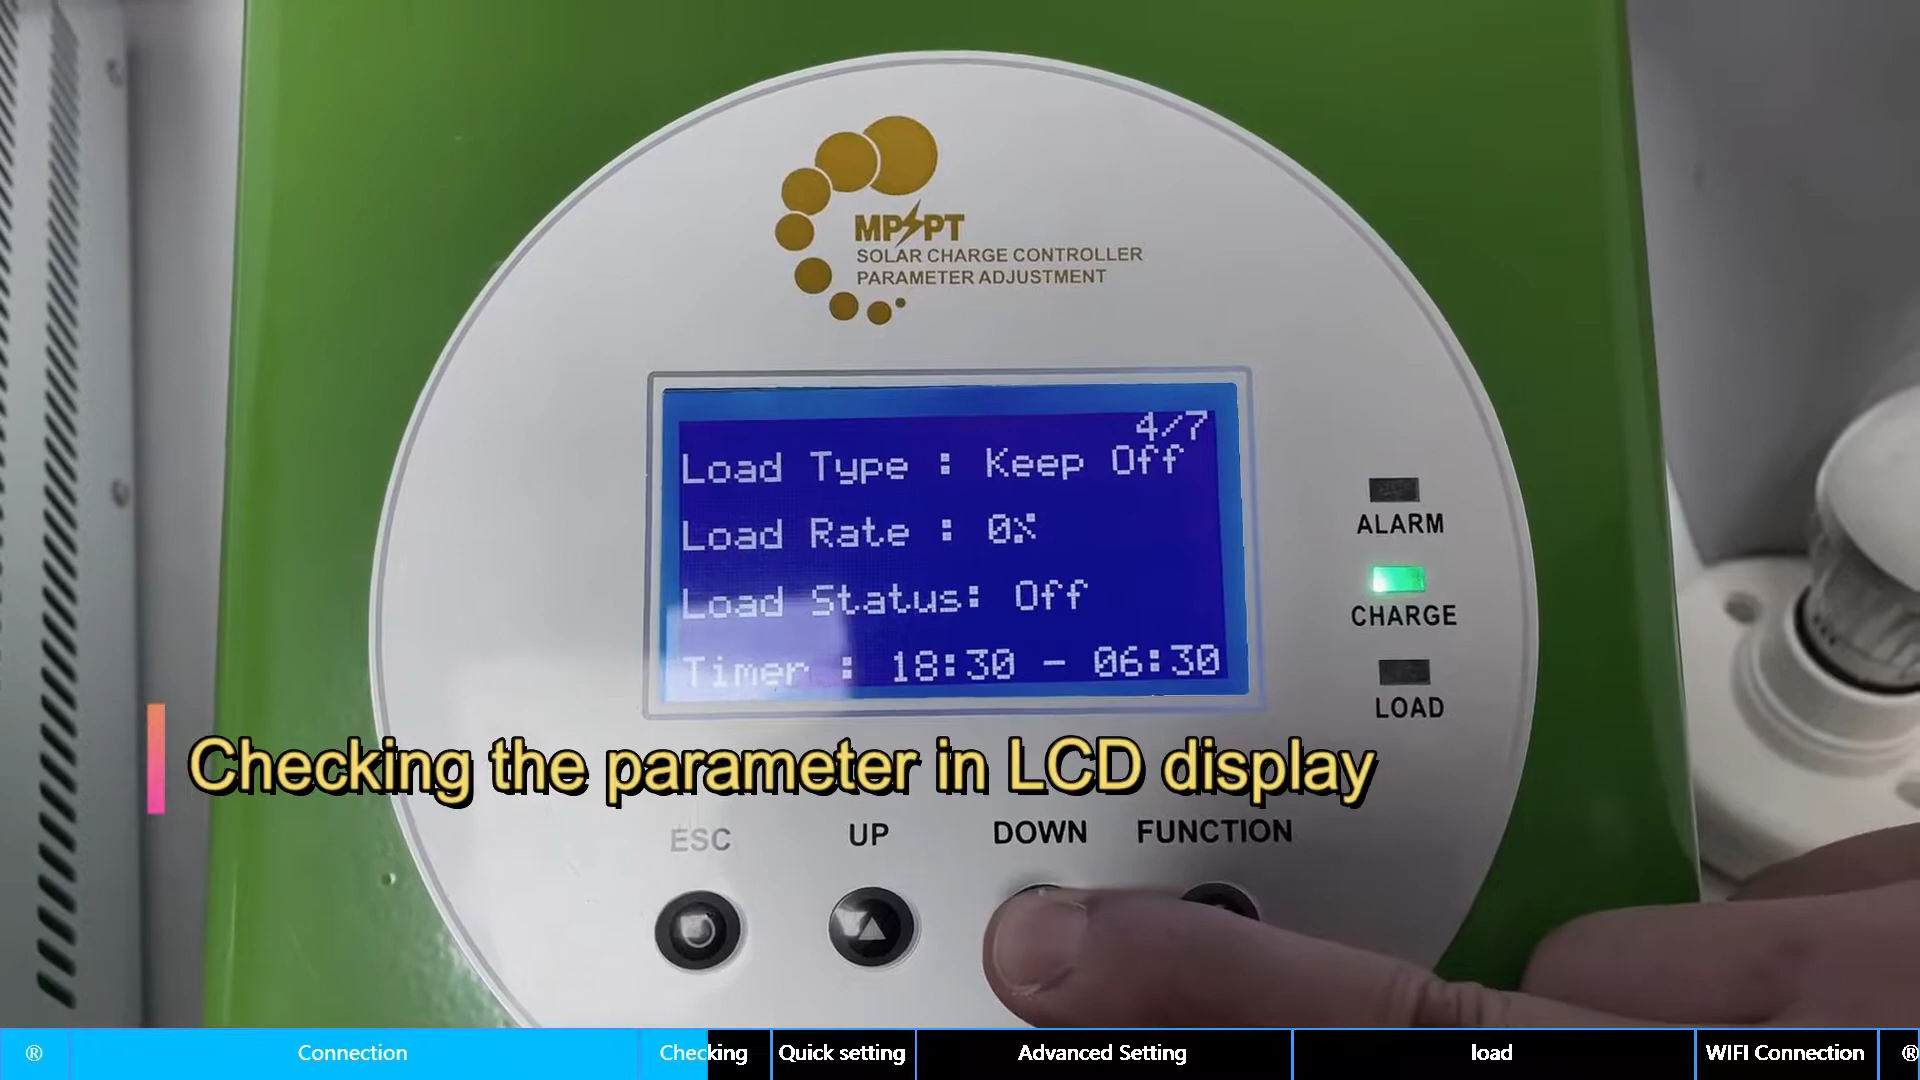 MPPT
SOLAR CHARGE CONTROLLER
PARAMETER ADJUSTMENT
4/7
Load Type : Keep Off
Load Rate : 0%
Load Status: Off
Timer : 18:30 - 06:30
ALARM
CHARGE
LOAD
Checking the parameter in LCD display
ESC
UP
DOWN
FUNCTION
®
Connection
Checking
Quick setting
Advanced Setting
load
WIFI Connection
®